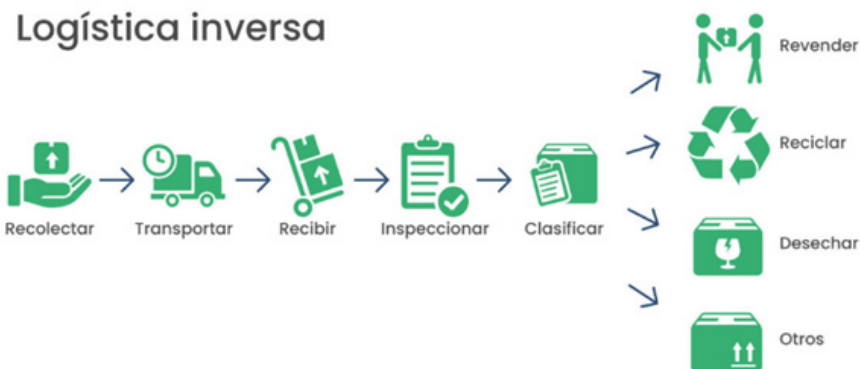 Logística inversa
Revender
Reciclar
Recolectar
Transportar
Recibir
Inspeccionar
Clasificar
Desechar
Otros